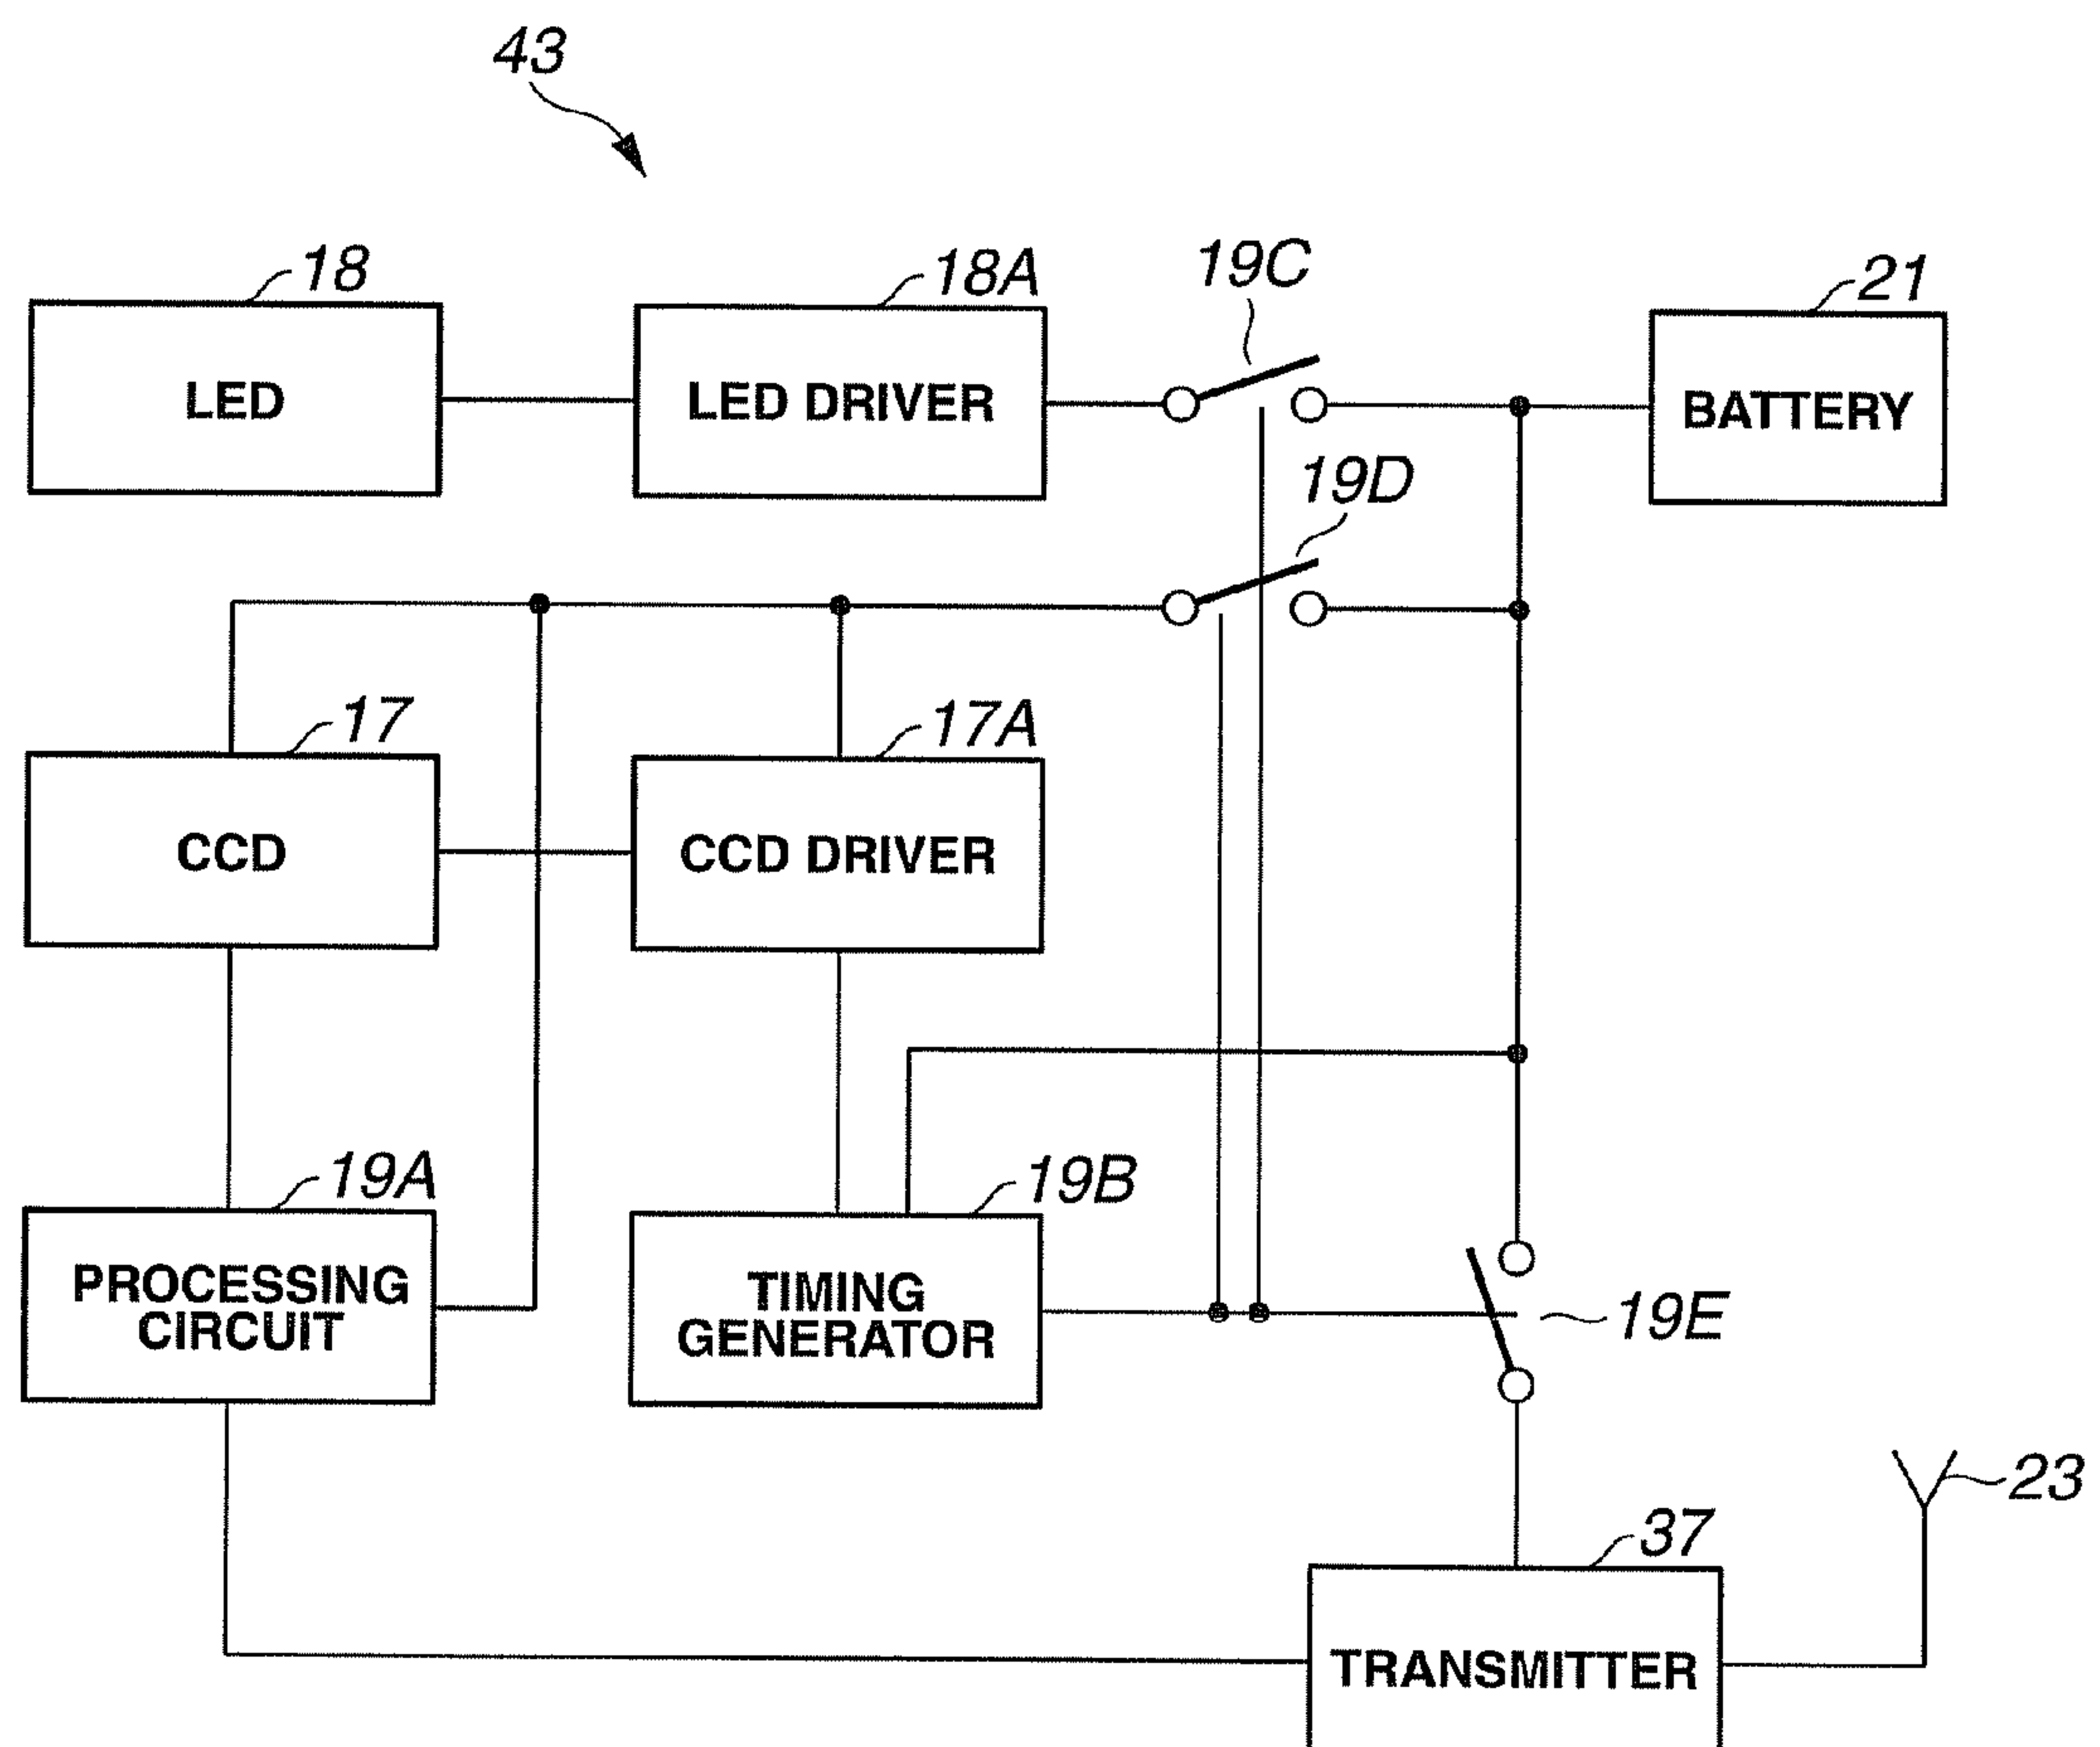 43
18
18A
19C
21
LED
LED DRIVER
BATTERY
19D
17
17A
CCD
CCD DRIVER
19A
19B
PROCESSING
CIRCUIT
TIMING
GENERATOR
19E
23
37
TRANSMITTER